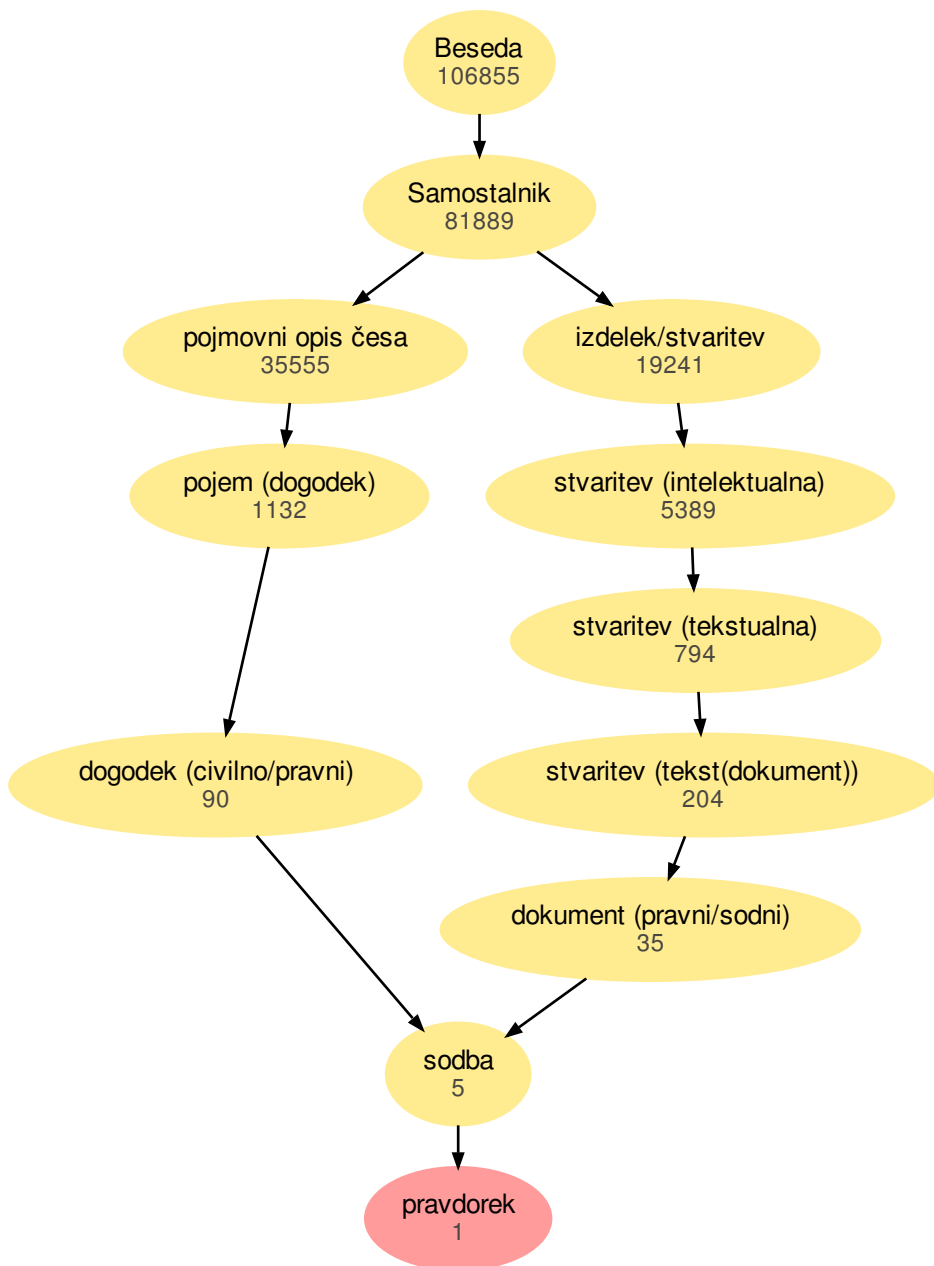 Beseda
106855
Samostalnik
81889
pojmovni opis česa
35555
izdelek/stvaritev
19241
pojem (dogodek)
1132
stvaritev (intelektualna)
5389
stvaritev (tekstualna)
794
dogodek (civilno/pravni)
90
stvaritev (tekst(dokument))
204
dokument (pravni/sodni)
35
sodba
5
pravdorek
1